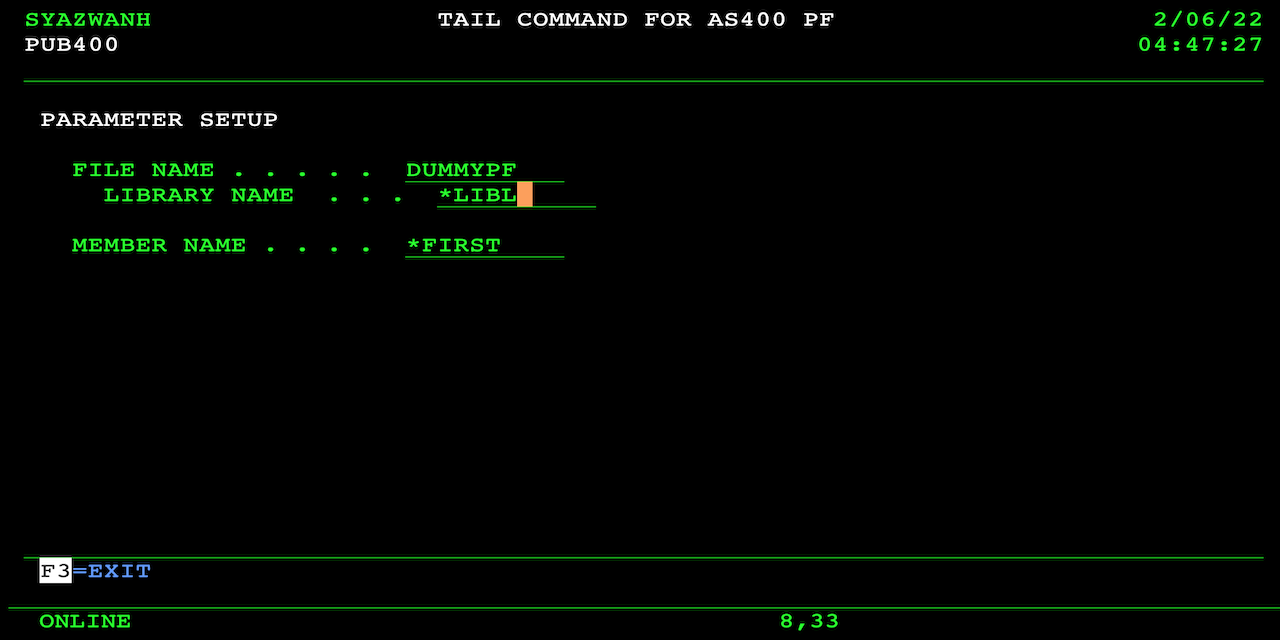 SYAZWANH TAIL COMMAND FOR AS400 PF 2/06/22
PUB400 04:47:27
PARAMETER SETUP
FILE NAME . . . . . DUMMYPF
LIBRARY NAME . . . *LIBL
MEMBER NAME . . . . *FIRST
F3=EXIT
ONLINE 8,33